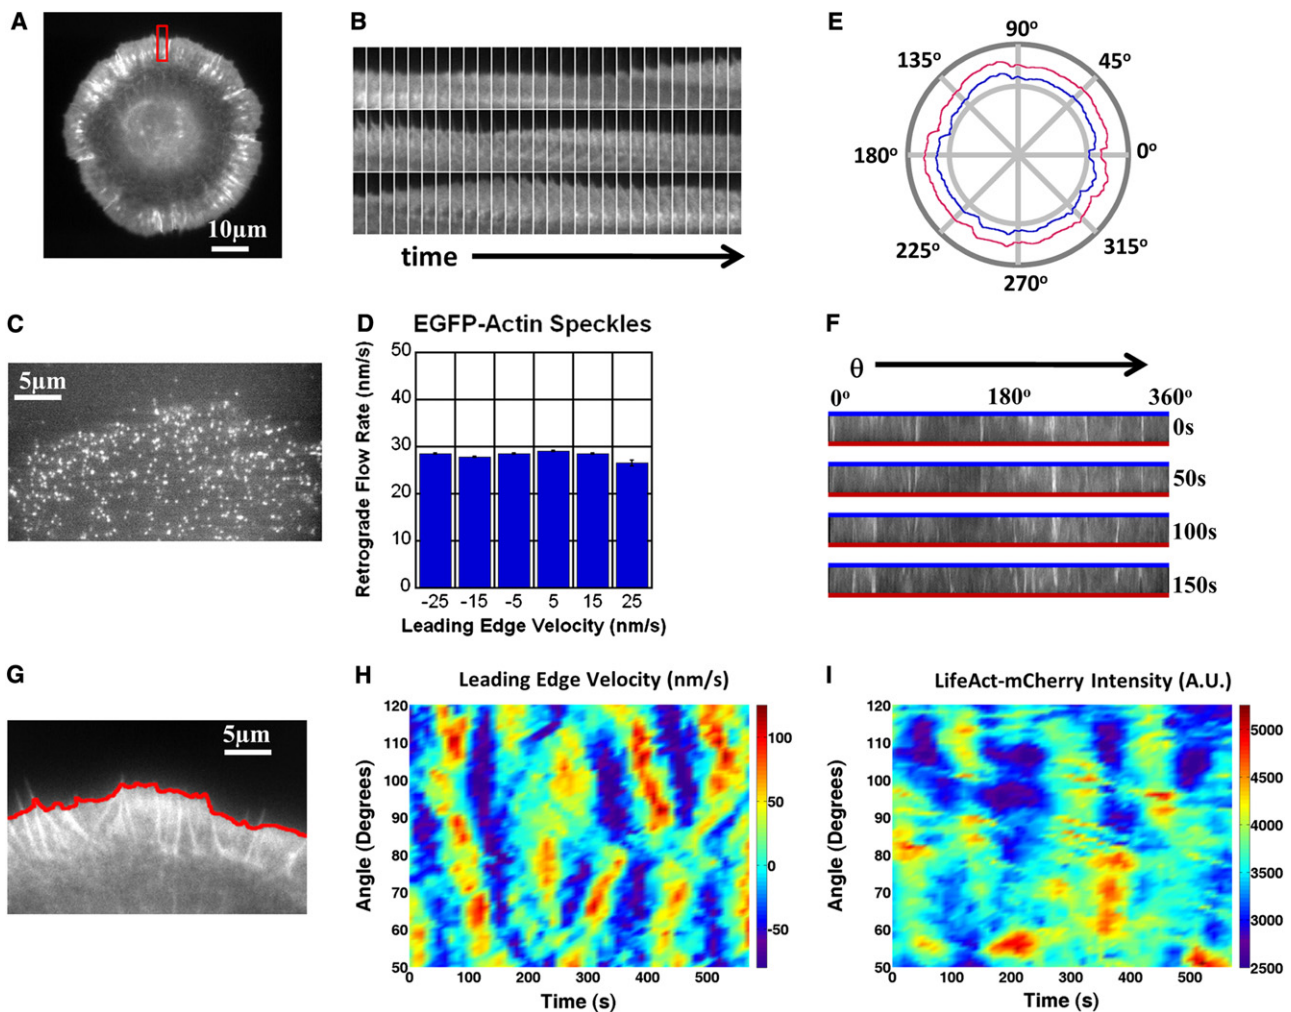 A
10µm
B
time
E
90°
135°
45°
180°
0°
225°
315°
270°
C
5µm
D
EGFP-Actin Speckles
Retrograde Flow Rate (nm/s)
50
40
30
20
10
0
-25 -15 -5 5 15 25
Leading Edge Velocity (nm/s)
F
θ
0° 180° 360°
0s
50s
100s
150s
G
5µm
H
Leading Edge Velocity (nm/s)
Angle (Degrees)
120
110
100
90
80
70
60
50
0 100 200 300 400 500
Time (s)
100
50
0
-50
I
LifeAct-mCherry Intensity (A.U.)
Angle (Degrees)
120
110
100
90
80
70
60
50
0 100 200 300 400 500
Time (s)
5000
4500
4000
3500
3000
2500